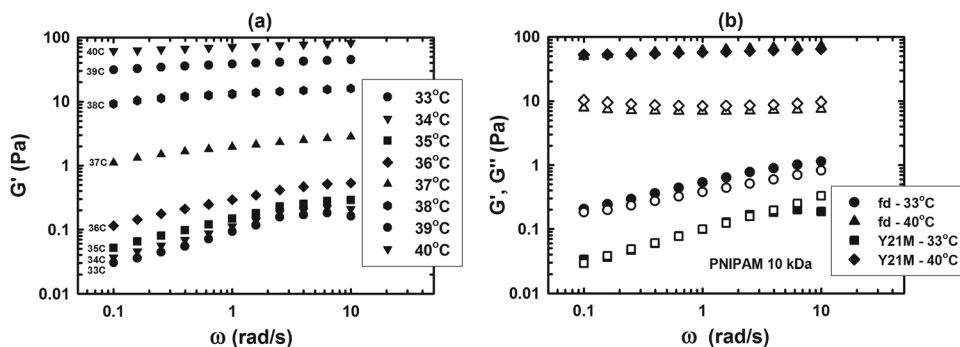 (a)
G' (Pa)
100
10
1
0.1
0.01
40C
39C
38C
37C
36C
35C
34C
33C
33°C
34°C
35°C
36°C
37°C
38°C
39°C
40°C
0.1
1
10
ω (rad/s)
(b)
G', G'' (Pa)
100
10
1
0.1
0.01
fd - 33°C
fd - 40°C
Y21M - 33°C
Y21M - 40°C
PNIPAM 10 kDa
0.1
1
10
ω (rad/s)